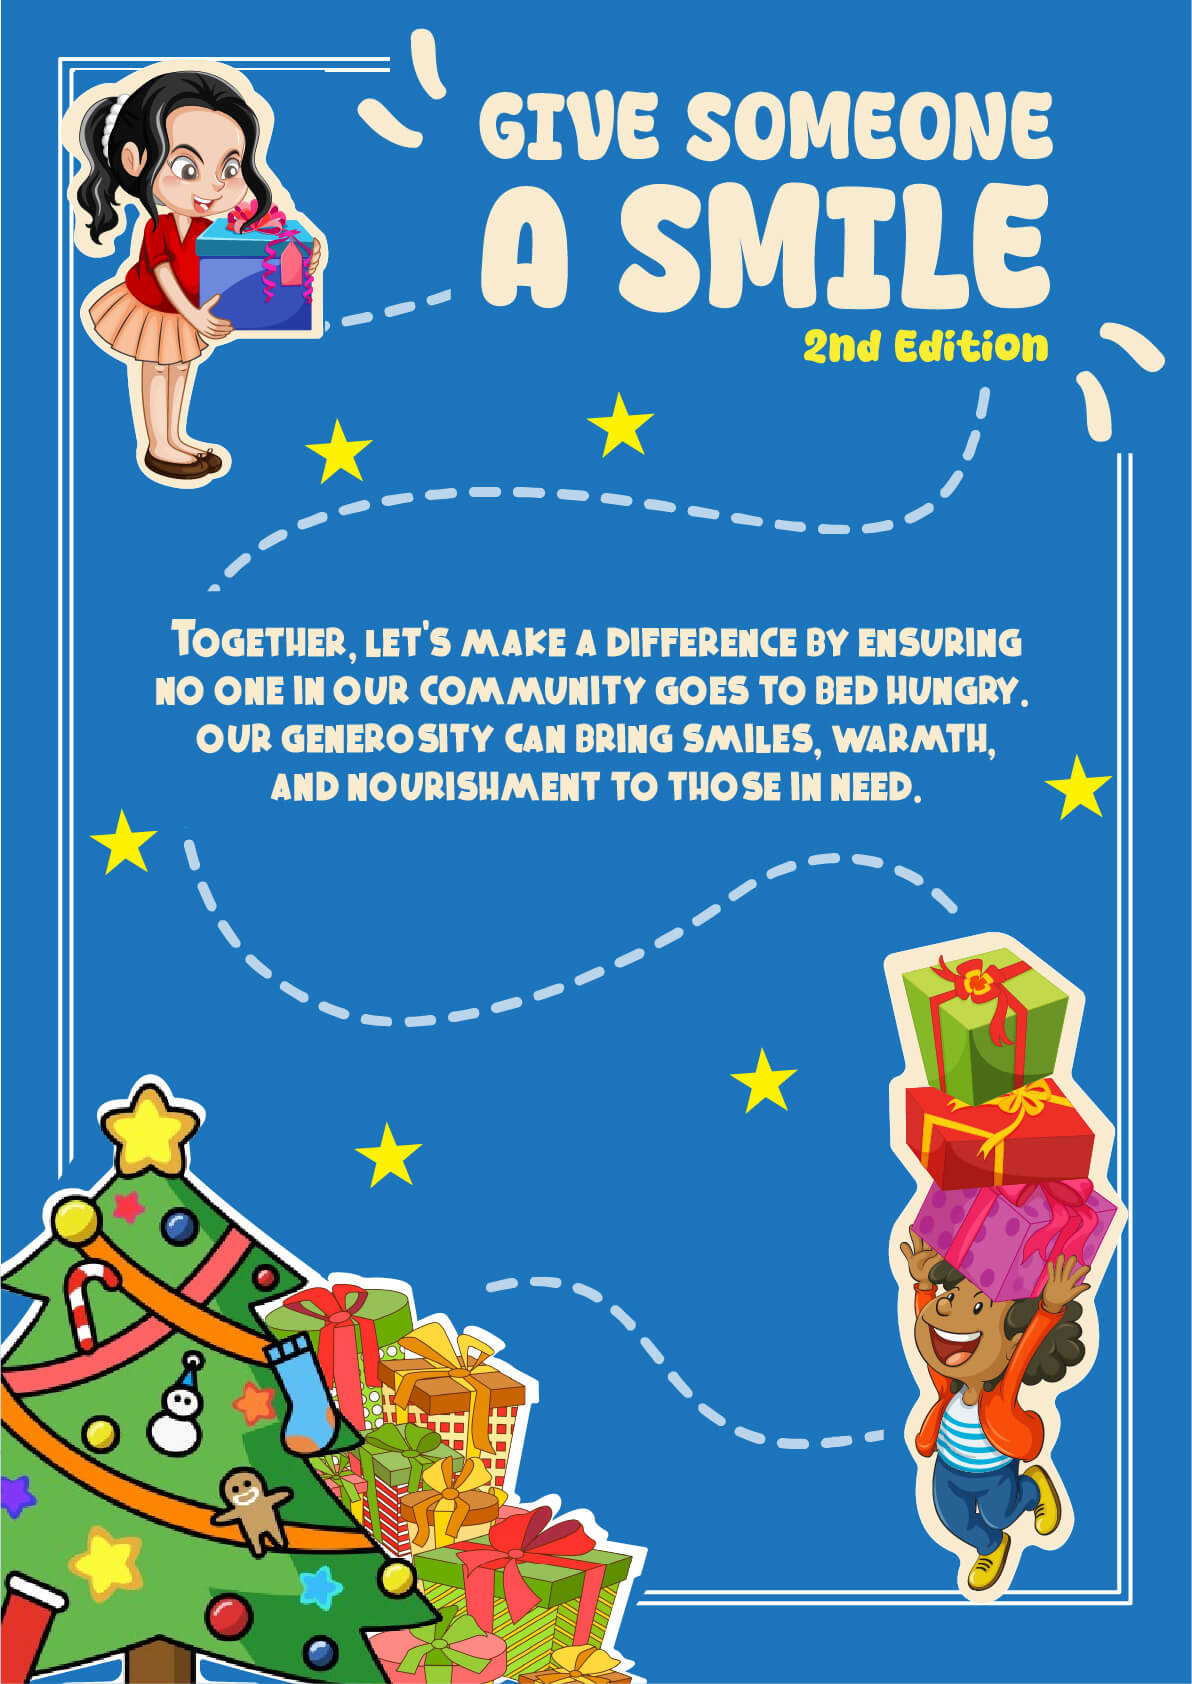 GIVE SOMEONE
A SMILE
2nd Edition
Together, let's make a difference by ensuring
no one in our community goes to bed hungry.
our generosity can bring smiles, warmth,
and nourishment to those in need.